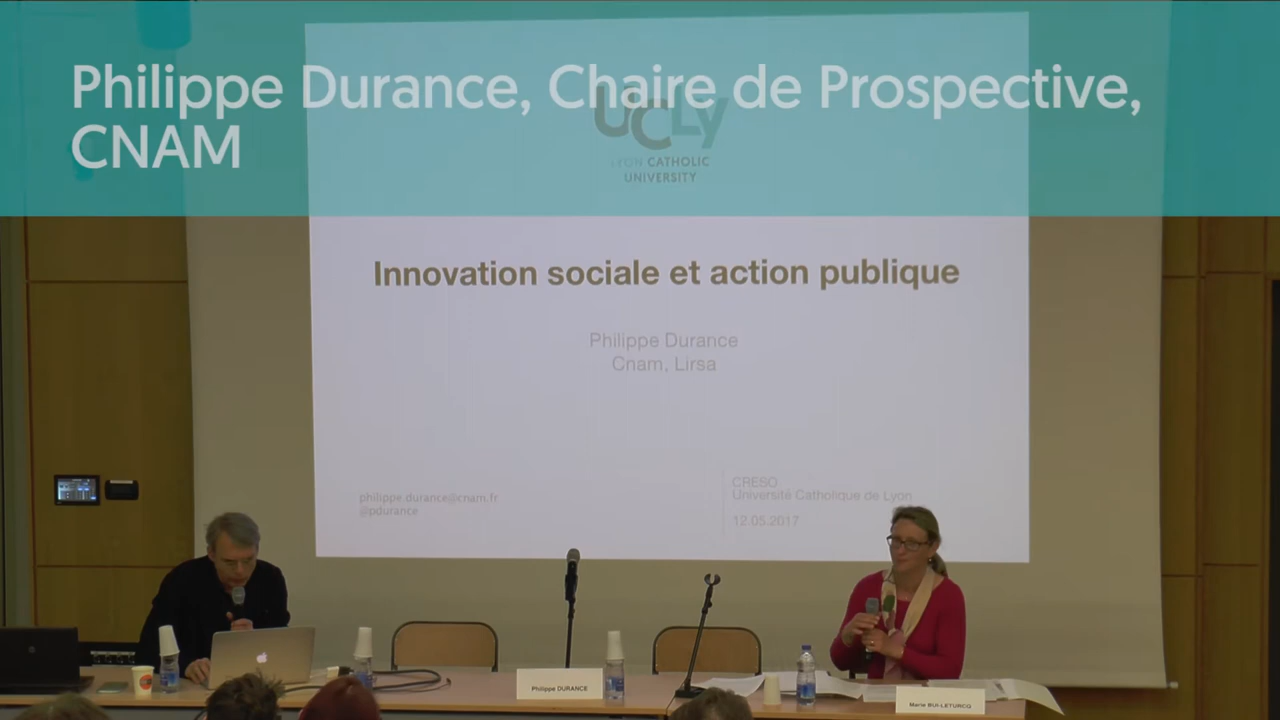 Philippe Durance, Chaire de Prospective,
CNAM
UCLy
LYON CATHOLIC
UNIVERSITY
Innovation sociale et action publique
Philippe Durance
Cnam, Lirsa
philippe.durance@cnam.fr
@pdurance
CRESO
Université Catholique de Lyon
12.05.2017
Philippe DURANCE
Marie BUI-LETURCQ